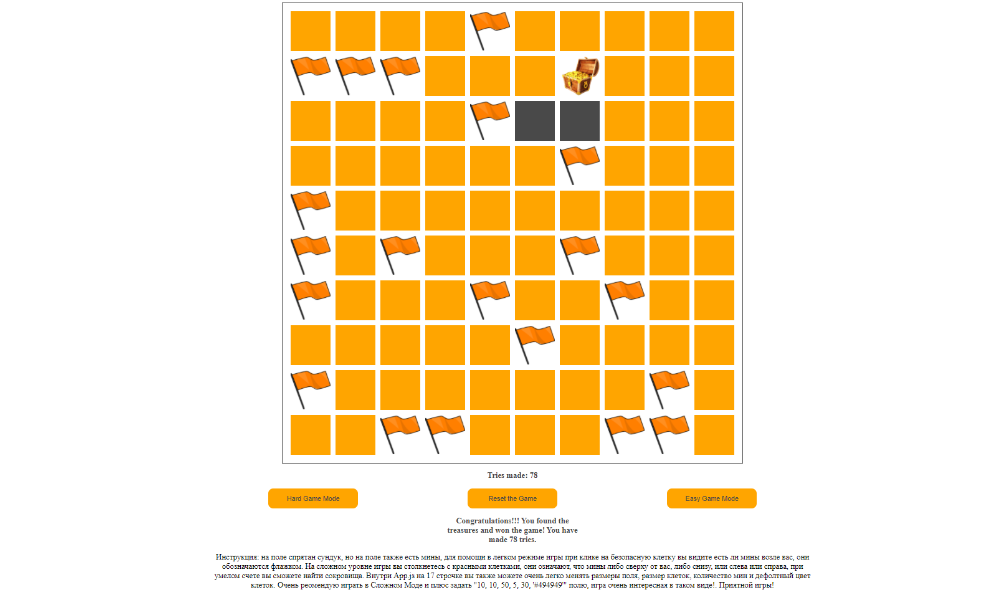 Tries made: 78
Hard Game Mode
Reset the Game
Easy Game Mode
Congratulations!!! You found the
treasures and won the game! You have
made 78 tries.
Инструкция: на поле спрятан сундук, но на поле также есть мины, для помощи в легком режиме игры при клике на безопасную клетку вы видите есть ли мины возле вас, они
обозначаются флажком. На сложном уровне игры вы столкнетесь с красными клетками, они означают, что мины либо сверху от вас, либо снизу, или слева или справа, при
умелом счете вы сможете найти сокровища. Внутри App.js на 17 строчке вы также можете очень легко менять размеры поля, размер клеток, количество мин и дефолтный цвет
клеток. Очень рекомендую играть в Сложном Моде и плюс задать "10, 10, 50, 5, 30, '#494949'" полю, игра очень интересная в таком виде!. Приятной игры!